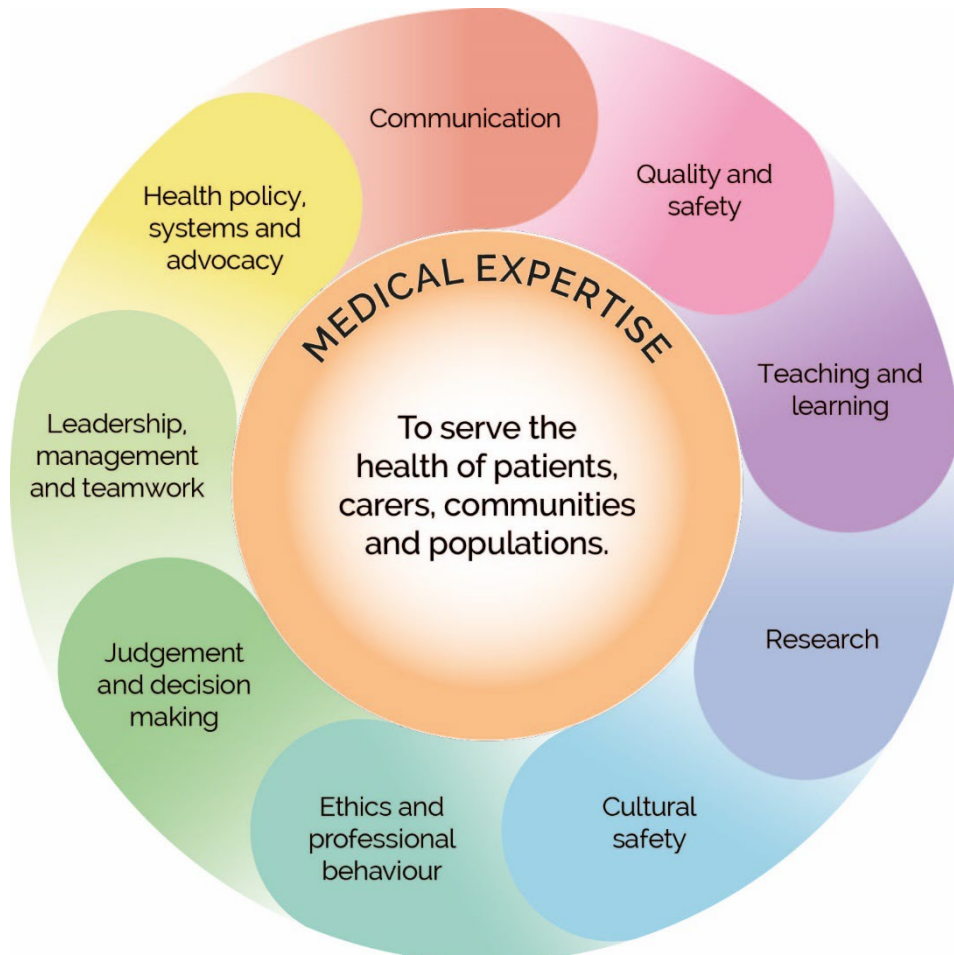 Communication
Quality and
safety
Teaching and
learning
Research
Cultural
safety
Ethics and
professional
behaviour
Judgement
and decision
making
Leadership,
management
and teamwork
Health policy,
systems and
advocacy
MEDICAL EXPERTISE
To serve the
health of patients,
carers, communities
and populations.